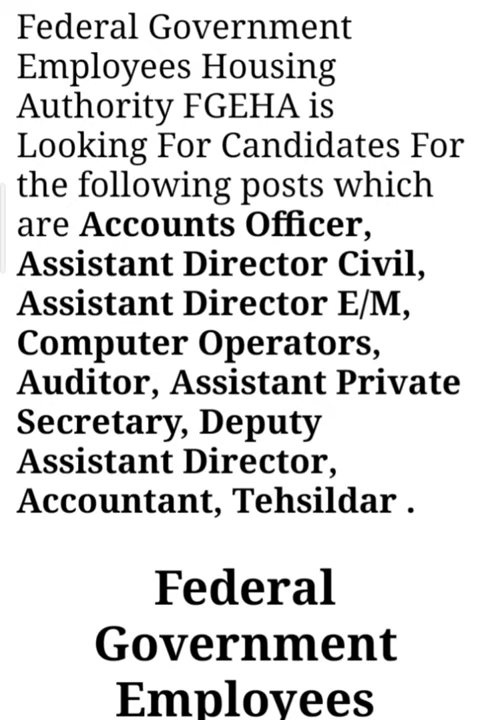 Federal Government
Employees Housing
Authority FGEHA is
Looking For Candidates For
the following posts which
are Accounts Officer,
Assistant Director Civil,
Assistant Director E/M,
Computer Operators,
Auditor, Assistant Private
Secretary, Deputy
Assistant Director,
Accountant, Tehsildar .
Federal
Government
Employees